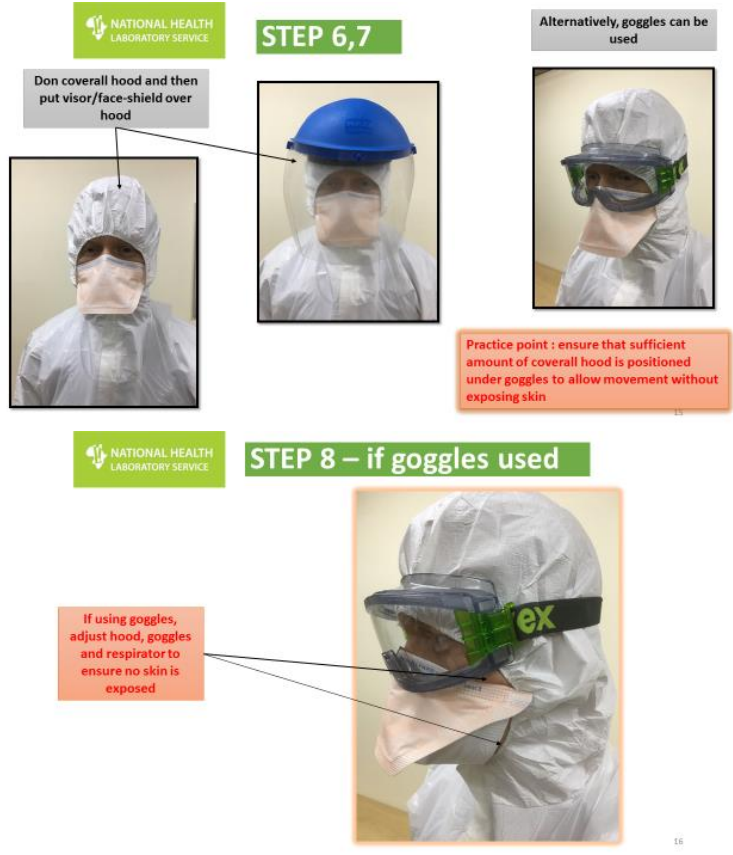 NATIONAL HEALTH
LABORATORY SERVICE
STEP 6,7
Alternatively, goggles can be
used
Don coverall hood and then
put visor/face-shield over
hood
Practice point : ensure that sufficient
amount of coverall hood is positioned
under goggles to allow movement without
exposing skin
15
NATIONAL HEALTH
LABORATORY SERVICE
STEP 8 – if goggles used
If using goggles,
adjust hood, goggles
and respirator to
ensure no skin is
exposed
ex
16